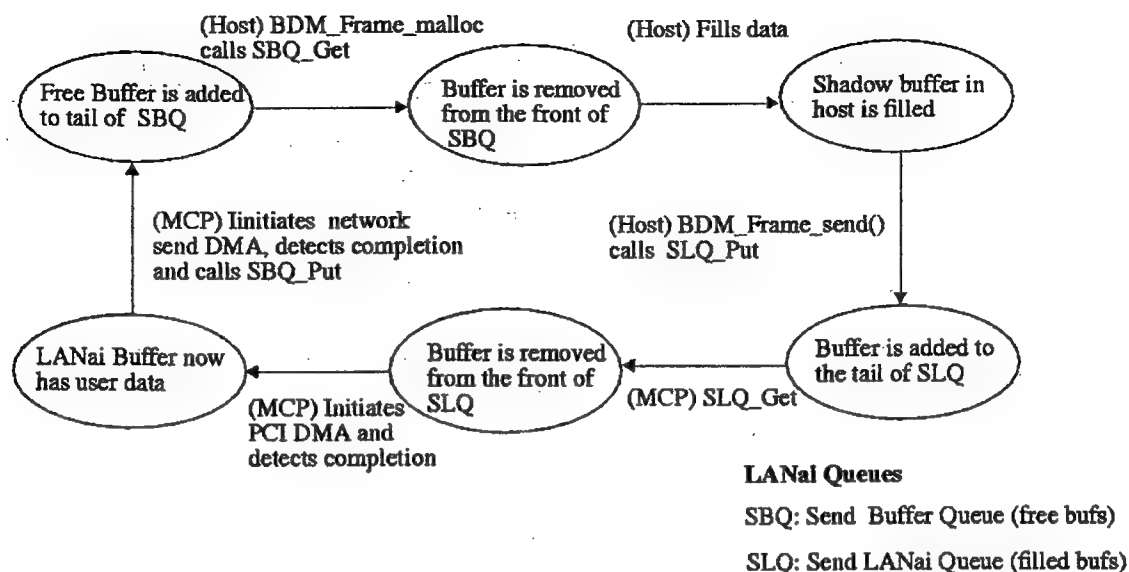 (Host) BDM_Frame_malloc
calls SBQ_Get
(Host) Fills data
Free Buffer is added
to tail of SBQ
Buffer is removed
from the front of
SBQ
Shadow buffer in
host is filled
(MCP) Iinitiates network
send DMA, detects completion
and calls SBQ_Put
(Host) BDM_Frame_send()
calls SLQ_Put
LANai Buffer now
has user data
Buffer is removed
from the front of
SLQ
Buffer is added to
the tail of SLQ
(MCP) Initiates
PCI DMA and
detects completion
(MCP) SLQ_Get
LANai Queues
SBQ: Send Buffer Queue (free bufs)
SLQ: Send LANai Queue (filled bufs)